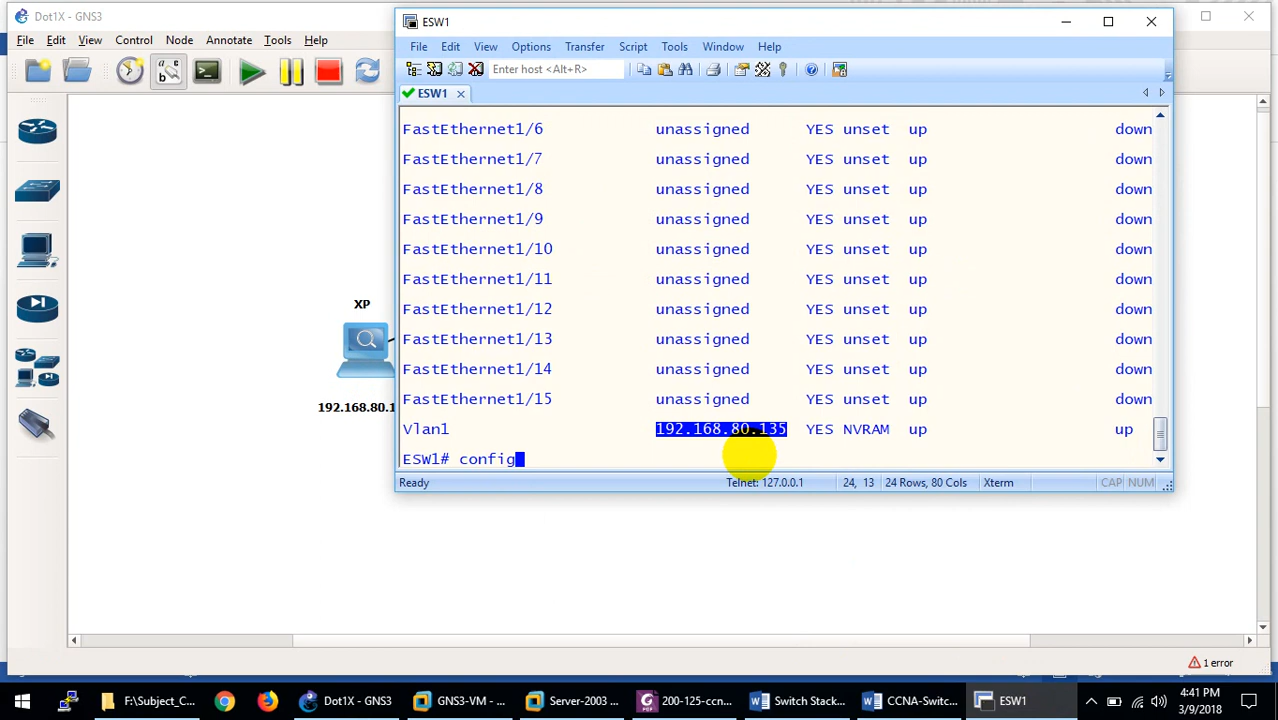 Dot1X - GNS3
File Edit View Control Node Annotate Tools Help
XP
192.168.80.1
ESW1
File Edit View Options Transfer Script Tools Window Help
Enter host <Alt+R>
ESW1
FastEthernet1/6 unassigned YES unset up down
FastEthernet1/7 unassigned YES unset up down
FastEthernet1/8 unassigned YES unset up down
FastEthernet1/9 unassigned YES unset up down
FastEthernet1/10 unassigned YES unset up down
FastEthernet1/11 unassigned YES unset up down
FastEthernet1/12 unassigned YES unset up down
FastEthernet1/13 unassigned YES unset up down
FastEthernet1/14 unassigned YES unset up down
FastEthernet1/15 unassigned YES unset up down
Vlan1 192.168.80.135 YES NVRAM up up
ESW1# config
Ready Telnet: 127.0.0.1 24, 13 24 Rows, 80 Cols Xterm CAP NUM
1 error
F:\Subject_C... Dot1X - GNS3 GNS3-VM - ... Server-2003 ... 200-125-ccn... Switch Stack... CCNA-Switc... ESW1
4:41 PM
3/9/2018